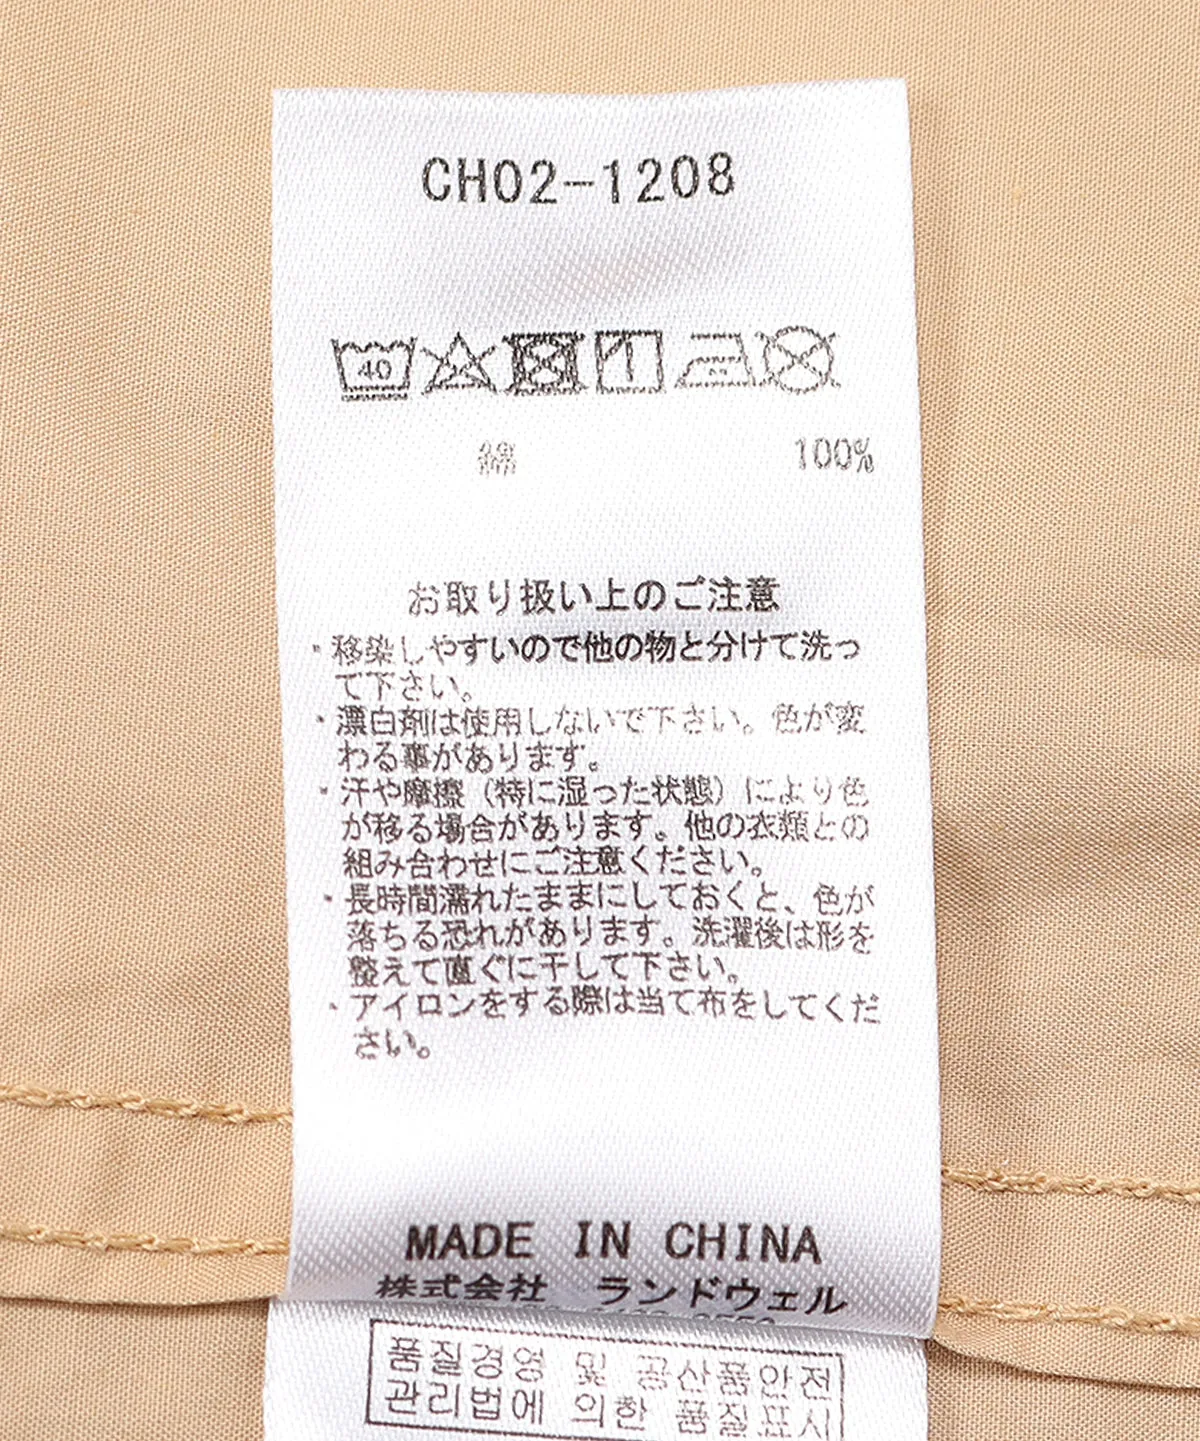 CH02-1208
40
綿 100%
お取り扱い上のご注意
・移染しやすいので他の物と分けて洗っ
て下さい。
・漂白剤は使用しないで下さい。色が変
わる事があります。
・汗や摩擦（特に湿った状態）により色
が移る場合があります。他の衣類との
組み合わせにご注意ください。
・長時間濡れたままにしておくと、色が
落ちる恐れがあります。洗濯後は形を
整えて直ぐに干して下さい。
・アイロンをする際は当て布をしてくだ
さい。
MADE IN CHINA
株式会社 ランドウェル
품질경영 및 공산품안전
관리법에 의한 품질표시